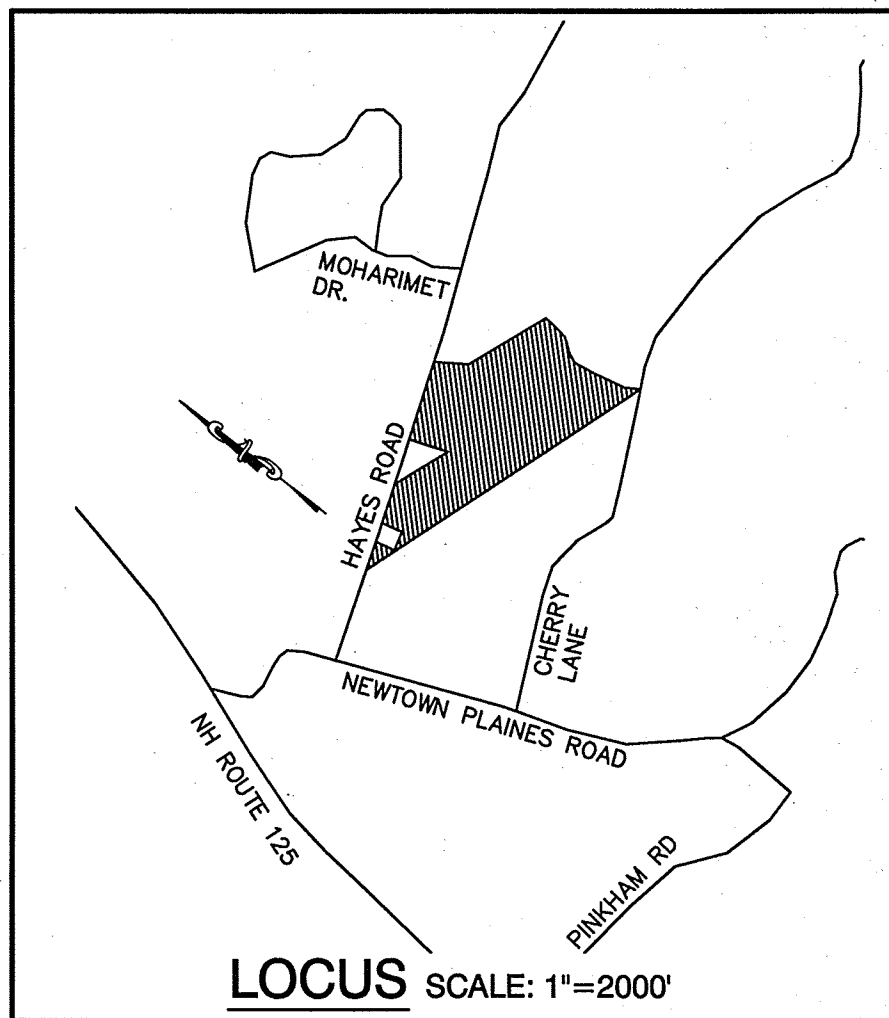 MOHARIMET
DR.
HAYES ROAD
CHERRY
LANE
NEWTOWN PLAINES ROAD
NH ROUTE 125
PINKHAM RD
LOCUS SCALE: 1"=2000'